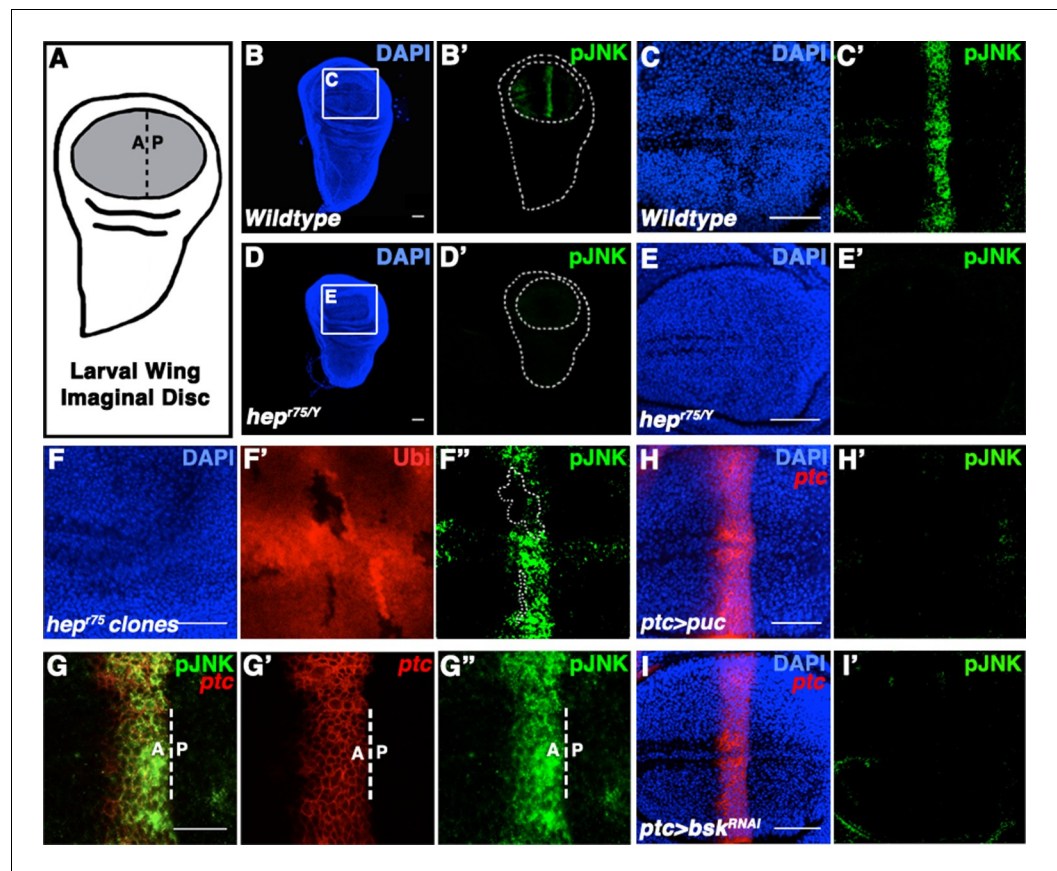 A
A P
Larval Wing
Imaginal Disc
B DAPI
C
Wildtype
B’ pJNK
C DAPI
Wildtype
C’ pJNK
D DAPI
E
hep^r75/Y
D’ pJNK
E DAPI
hep^r75/Y
E’ pJNK
F DAPI
hep^r75 clones
F’ Ubi
F” pJNK
H DAPI
ptc
ptc>puc
H’ pJNK
G pJNK
ptc
A P
G’ ptc
A P
G” pJNK
A P
I DAPI
ptc
ptc>bsk^RNAi
I’ pJNK